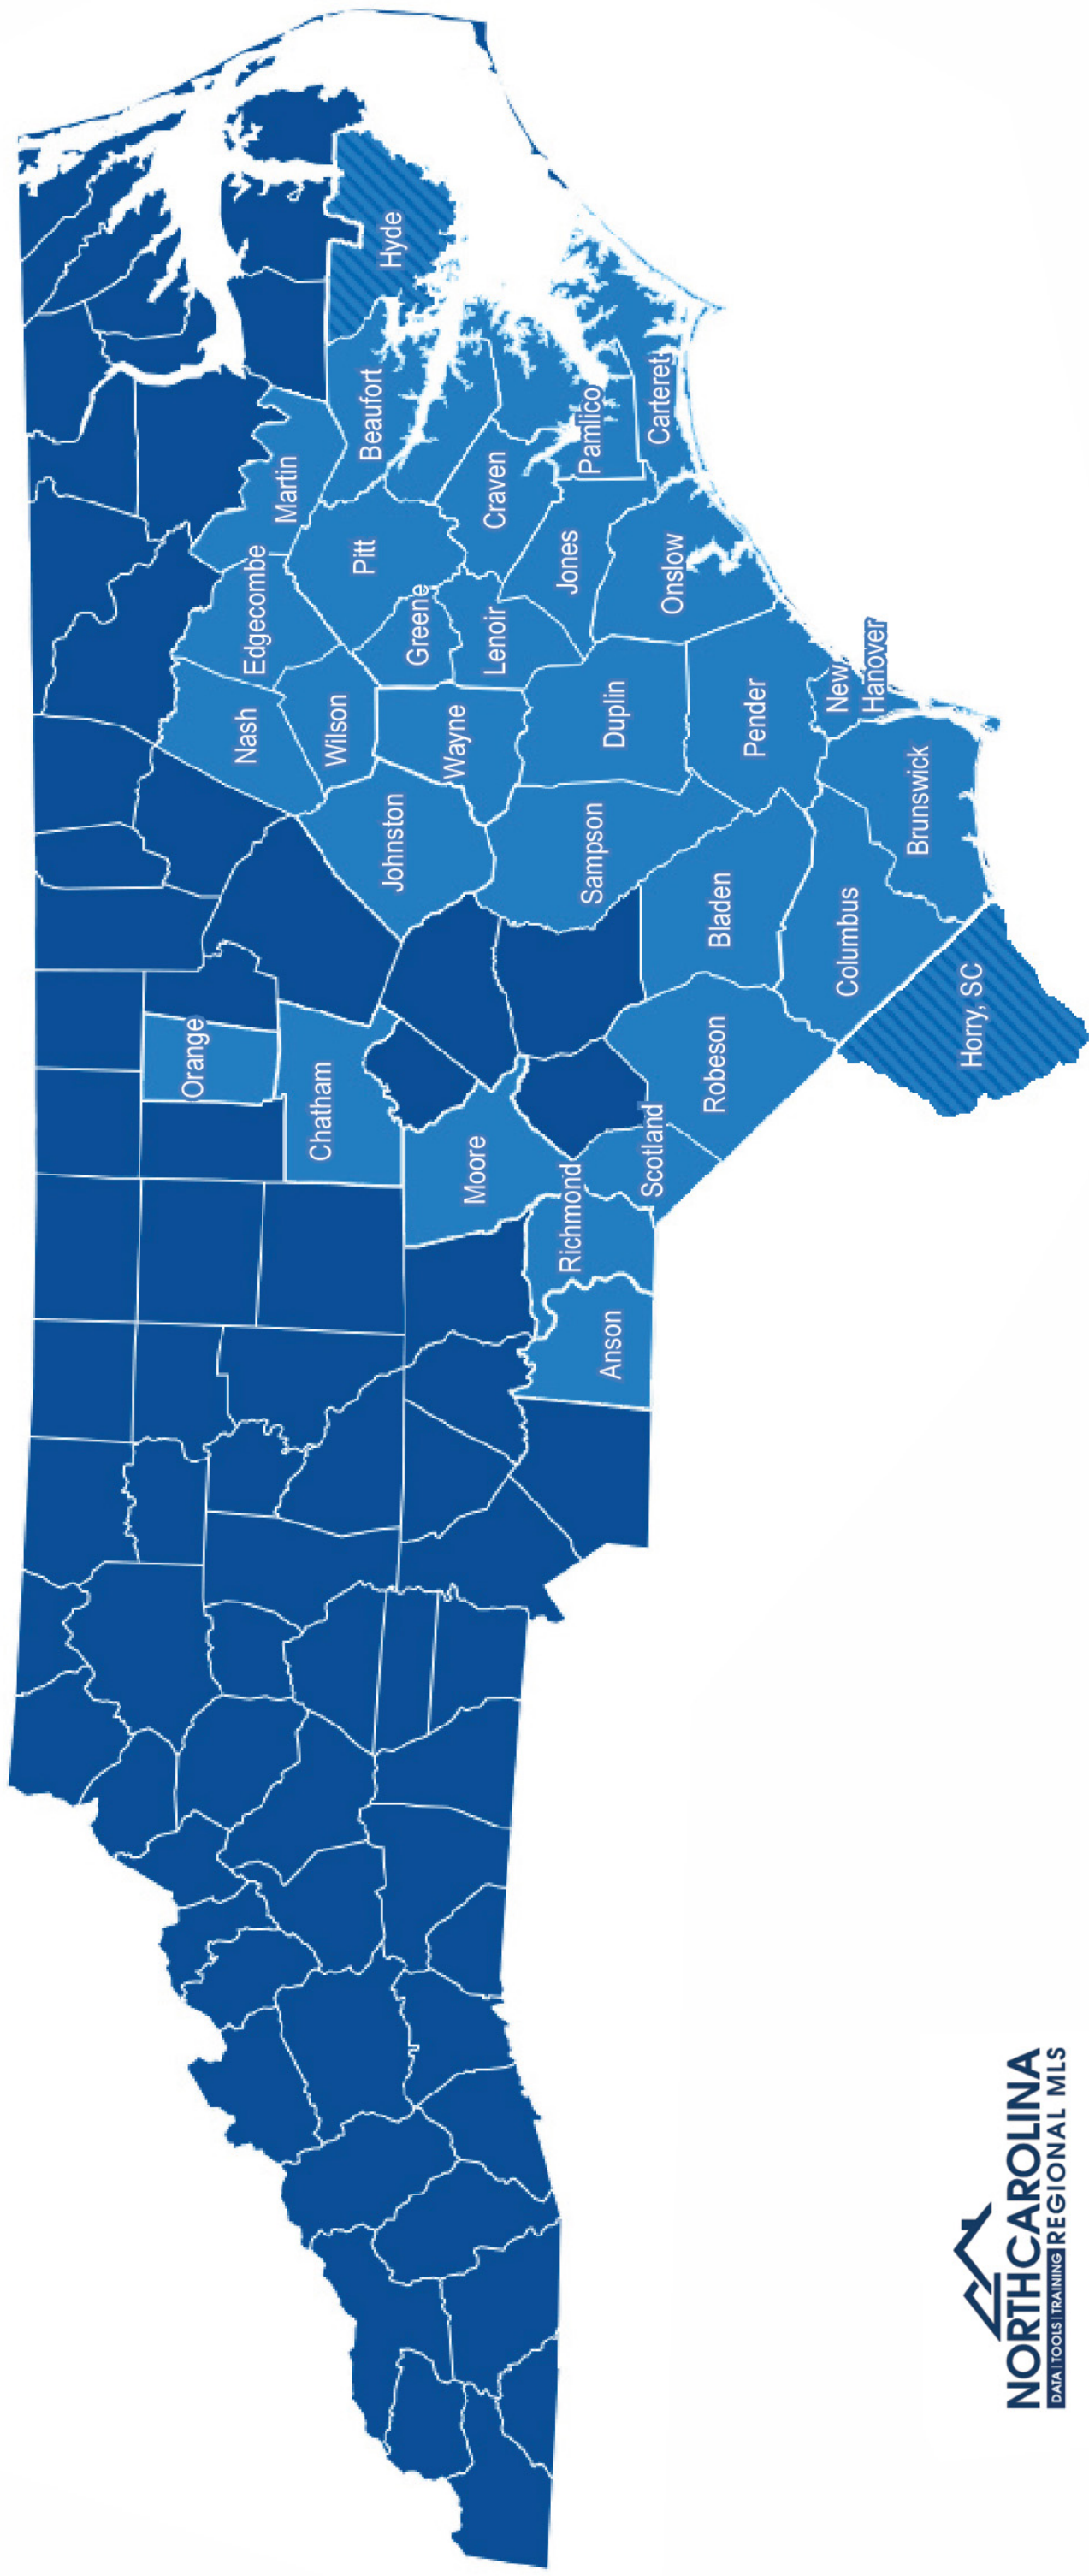 Orange
Chatham
Moore
Richmond
Anson
Scotland
Robeson
Nash
Edgecombe
Martin
Wilson
Johnston
Wayne
Pitt
Beaufort
Hyde
Greene
Lenoir
Craven
Jones
Pamlico
Carteret
Onslow
Duplin
Sampson
Bladen
Pender
New
Hanover
Columbus
Brunswick
Horry, SC
NORTHCAROLINA
DATA | TOOLS | TRAINING REGIONAL MLS